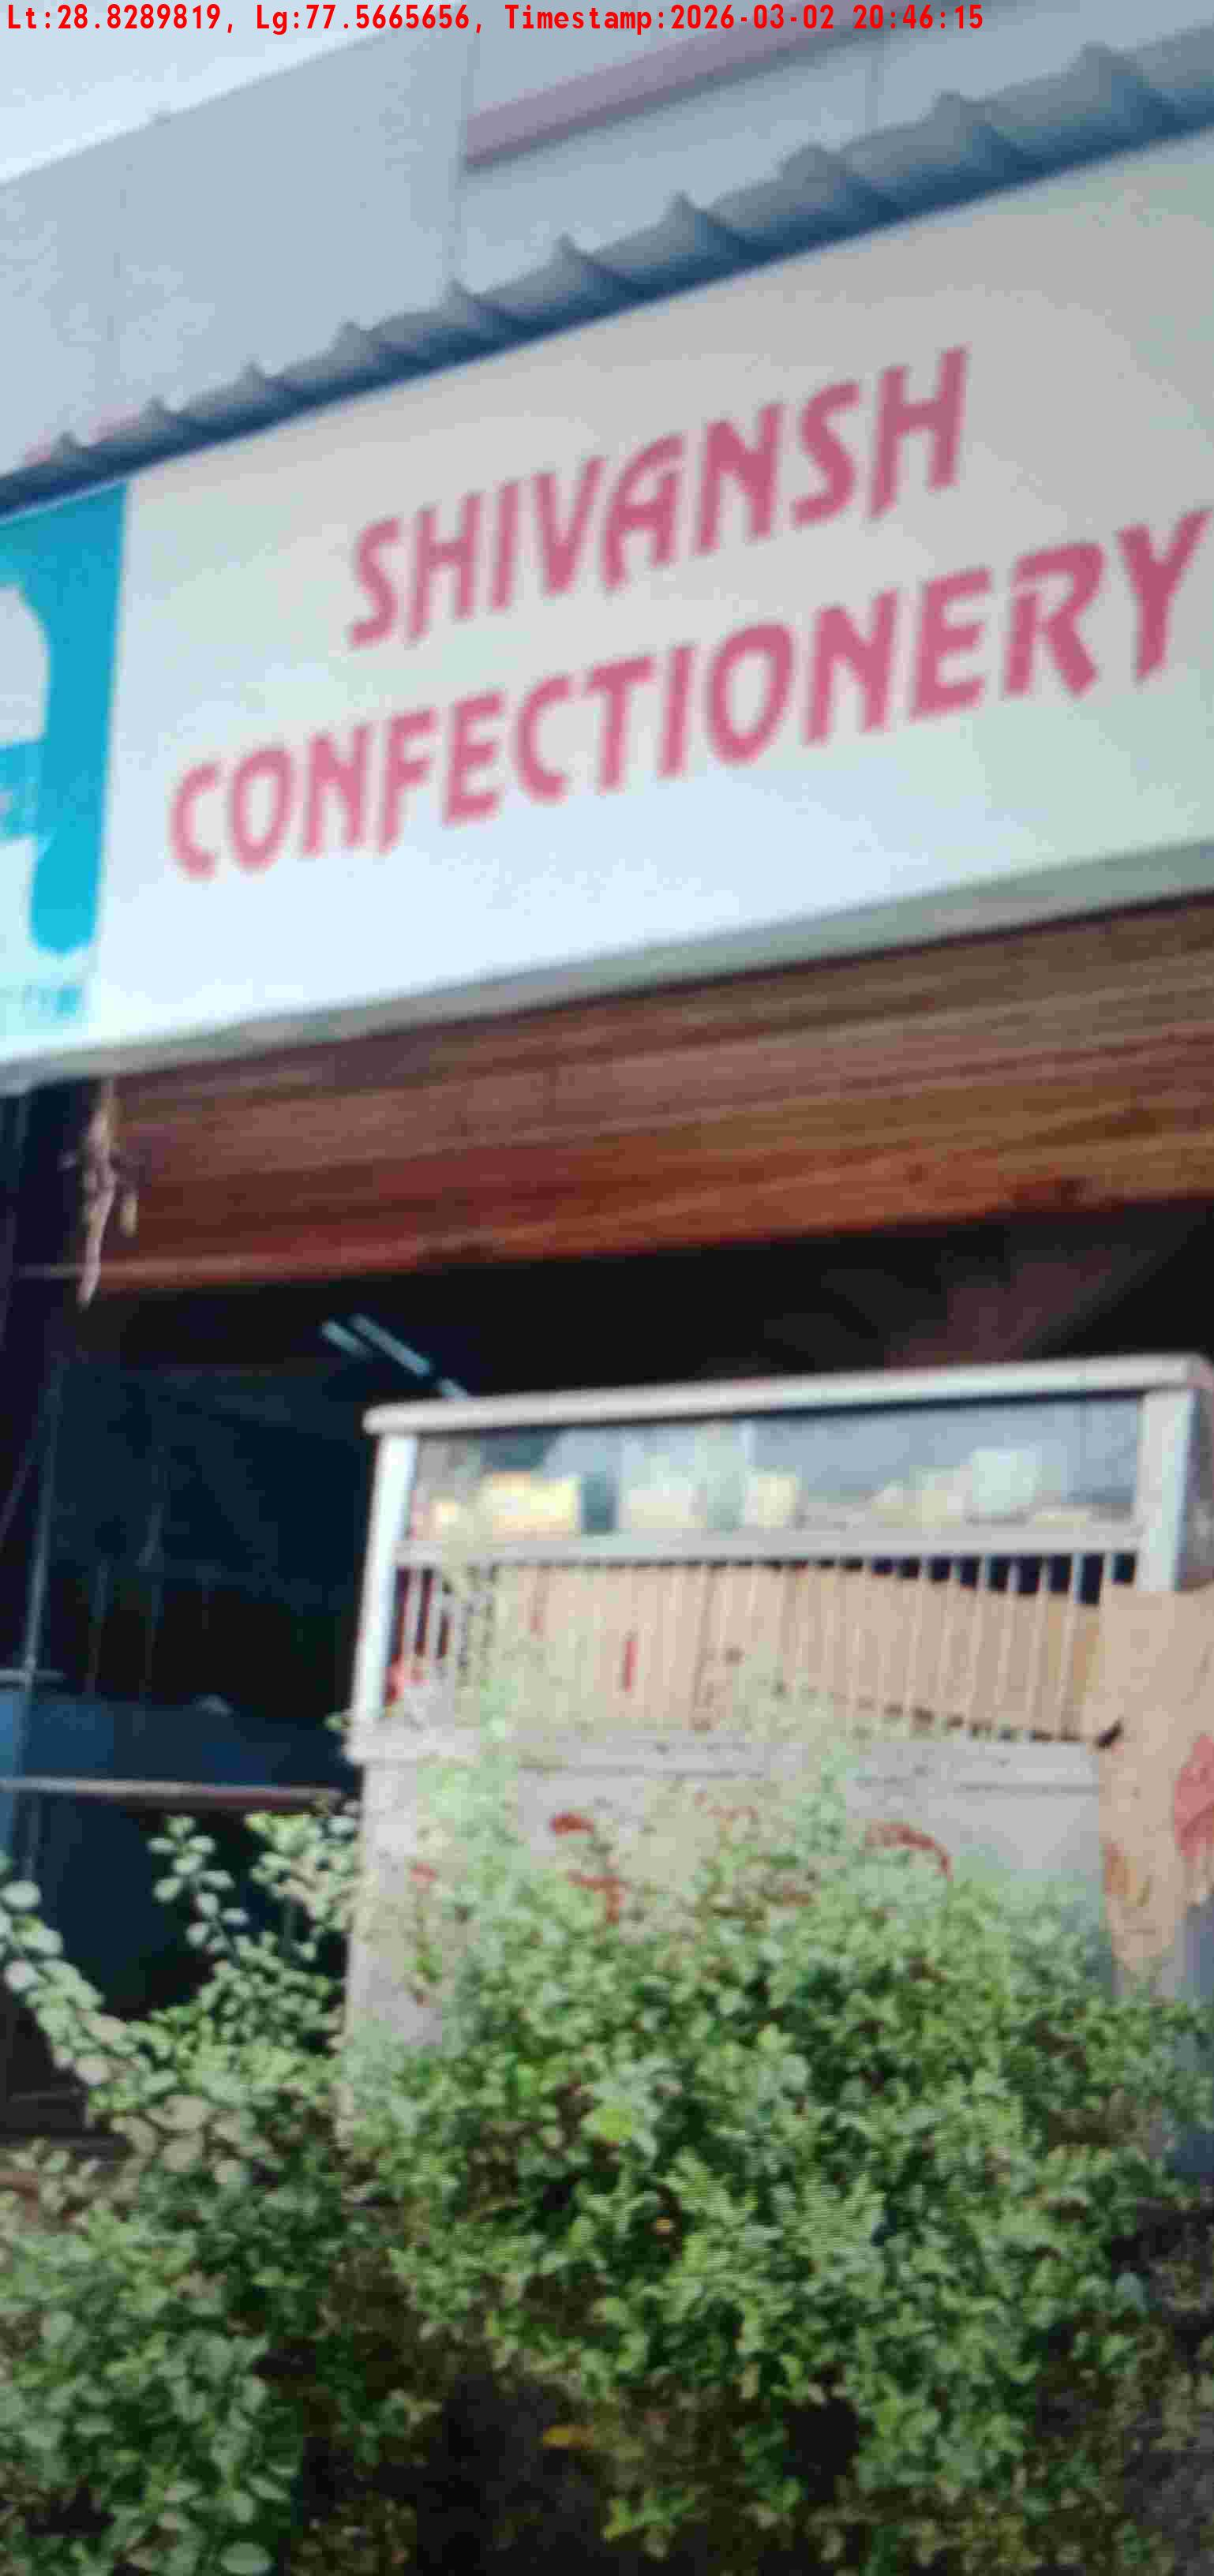 Lt:28.8289819, Lg:77.5665656, Timestamp:2026-03-02 20:46:15
SHIVANSH
CONFECTIONERY